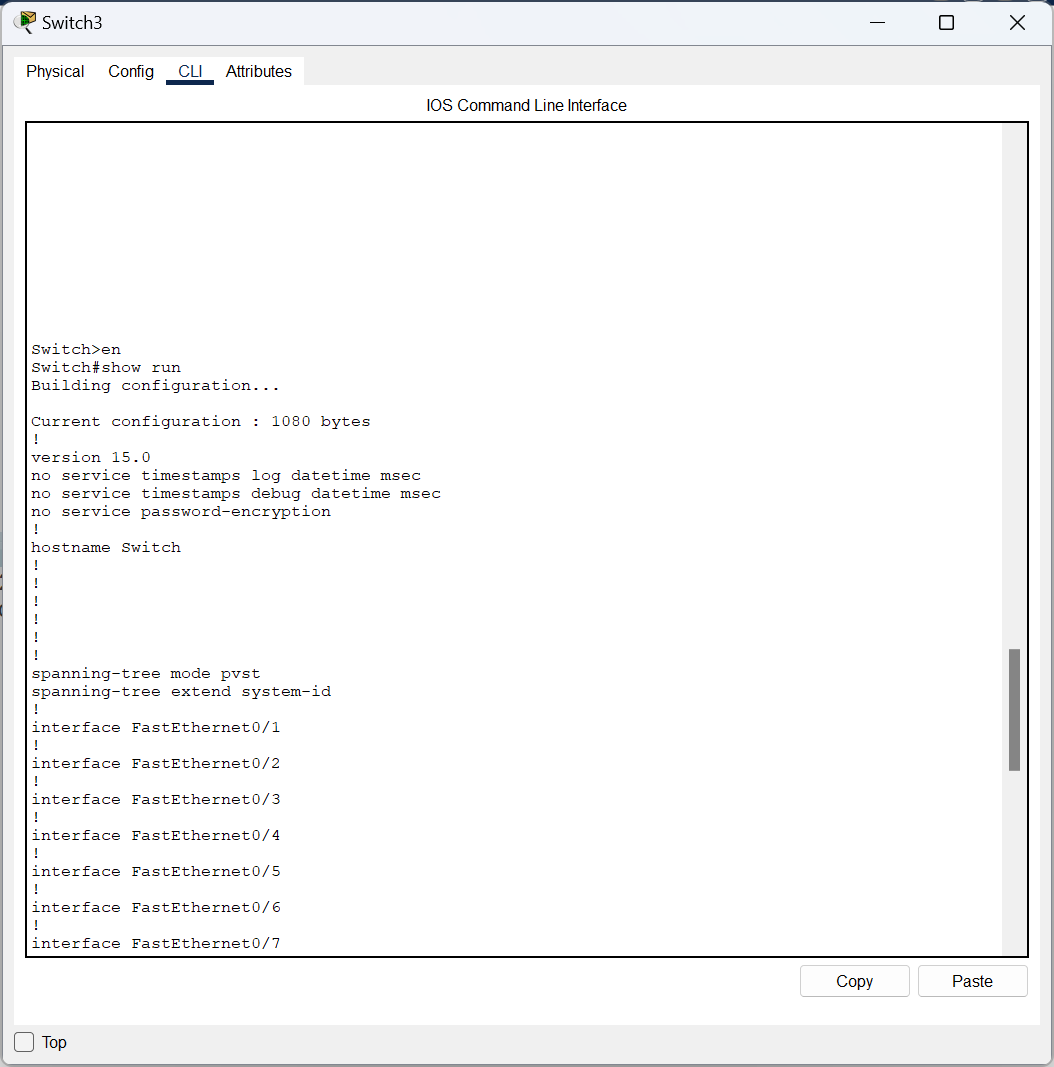 Switch3
Physical Config CLI Attributes
IOS Command Line Interface
Switch>en
Switch#show run
Building configuration...
Current configuration : 1080 bytes
!
version 15.0
no service timestamps log datetime msec
no service timestamps debug datetime msec
no service password-encryption
!
hostname Switch
!
!
!
!
!
!
spanning-tree mode pvst
spanning-tree extend system-id
!
interface FastEthernet0/1
!
interface FastEthernet0/2
!
interface FastEthernet0/3
!
interface FastEthernet0/4
!
interface FastEthernet0/5
!
interface FastEthernet0/6
!
interface FastEthernet0/7
Copy Paste
Top